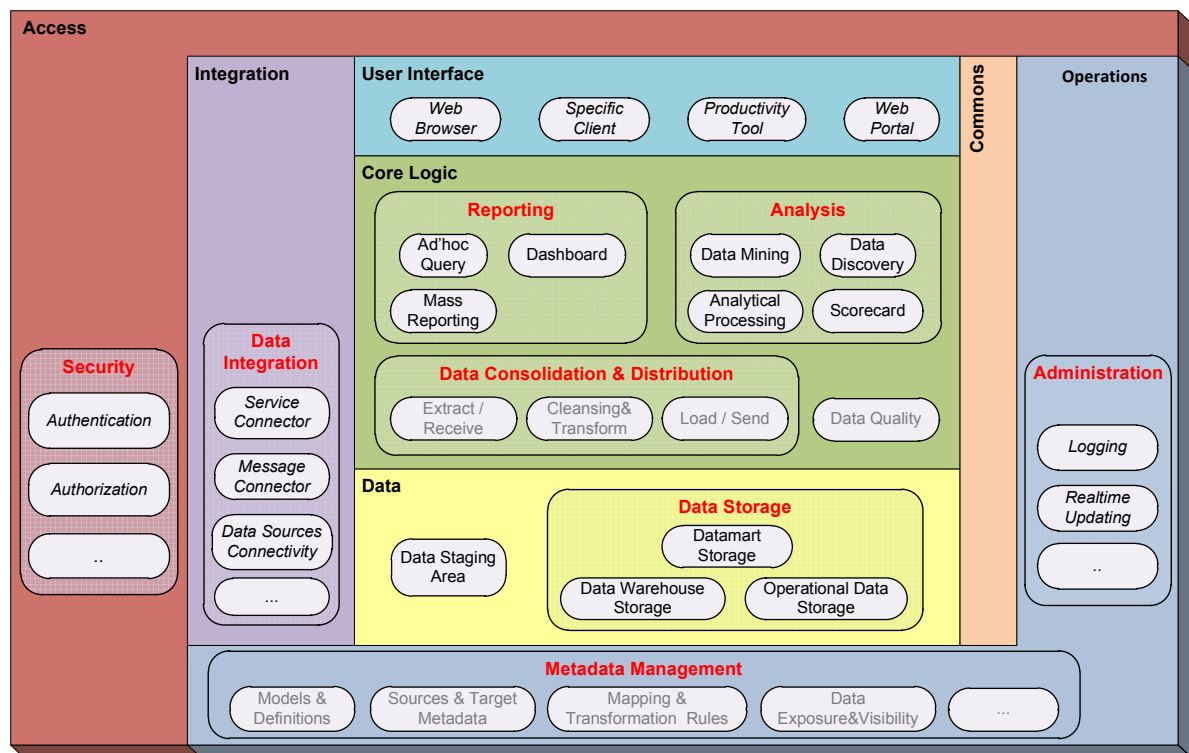 Access
Integration
User Interface
Commons
Operations
Web
Browser
Specific
Client
Productivity
Tool
Web
Portal
Core Logic
Reporting
Ad'hoc
Query
Dashboard
Mass
Reporting
Analysis
Data Mining
Data
Discovery
Analytical
Processing
Scorecard
Data Consolidation & Distribution
Extract /
Receive
Cleansing&
Transform
Load / Send
Data Quality
Security
Authentication
Authorization
..
Data
Integration
Service
Connector
Message
Connector
Data Sources
Connectivity
...
Data
Data Staging
Area
Data Storage
Datamart
Storage
Data Warehouse
Storage
Operational Data
Storage
Administration
Logging
Realtime
Updating
..
Metadata Management
Models &
Definitions
Sources & Target
Metadata
Mapping &
Transformation Rules
Data
Exposure&Visibility
...